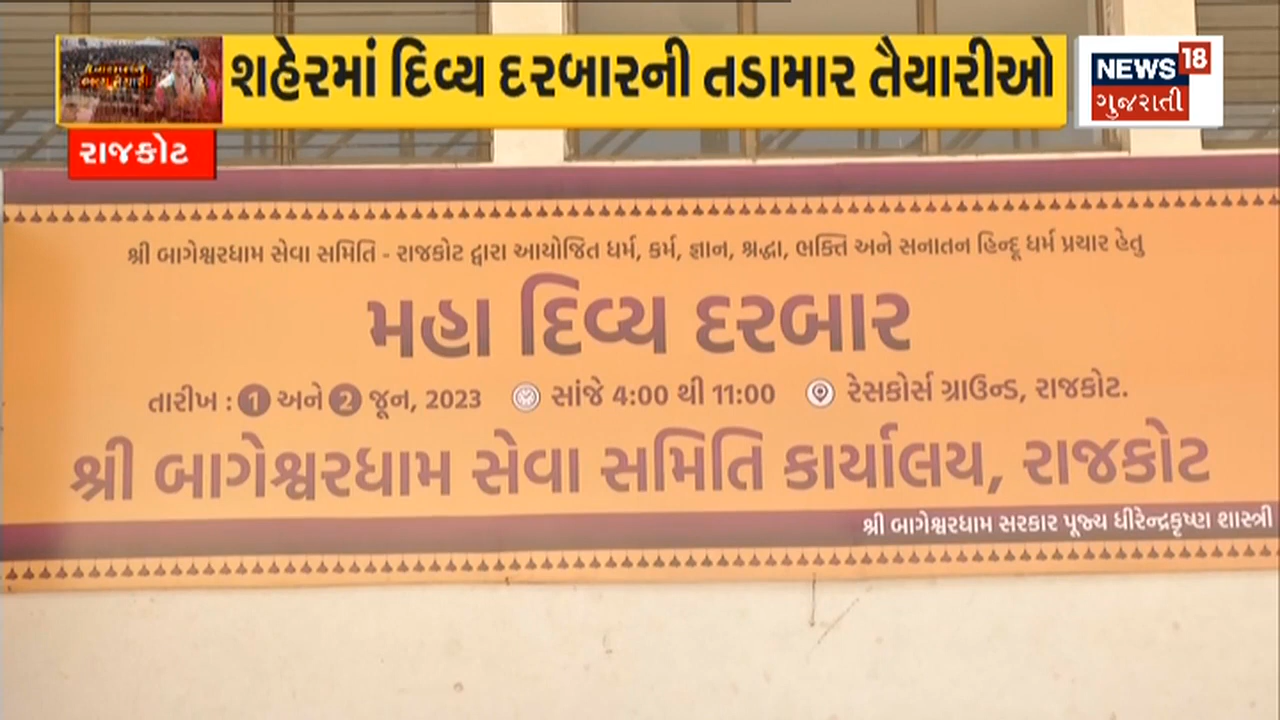 શહેરમાં દિવ્ય દરબારની તડામાર તૈયારીઓ
NEWS 18
ગુજરાતી
રાજકોટ
શ્રી બાગેશ્વરધામ સેવા સમિતિ - રાજકોટ દ્વારા આયોજિત ધર્મ, કર્મ, જ્ઞાન, શ્રદ્ધા, ભક્તિ અને સનાતન હિન્દૂ ધર્મ પ્રચાર હેતુ
મહા દિવ્ય દરબાર
તારીખ : 1 અને 2 જૂન, 2023 સાંજે 4:00 થી 11:00 રેસકોર્સ ગ્રાઉન્ડ, રાજકોટ.
શ્રી બાગેશ્વરધામ સેવા સમિતિ કાર્યાલય, રાજકોટ
શ્રી બાગેશ્વરધામ સરકાર પૂજ્ય ધીરેન્દ્રકૃષ્ણ શાસ્ત્રી